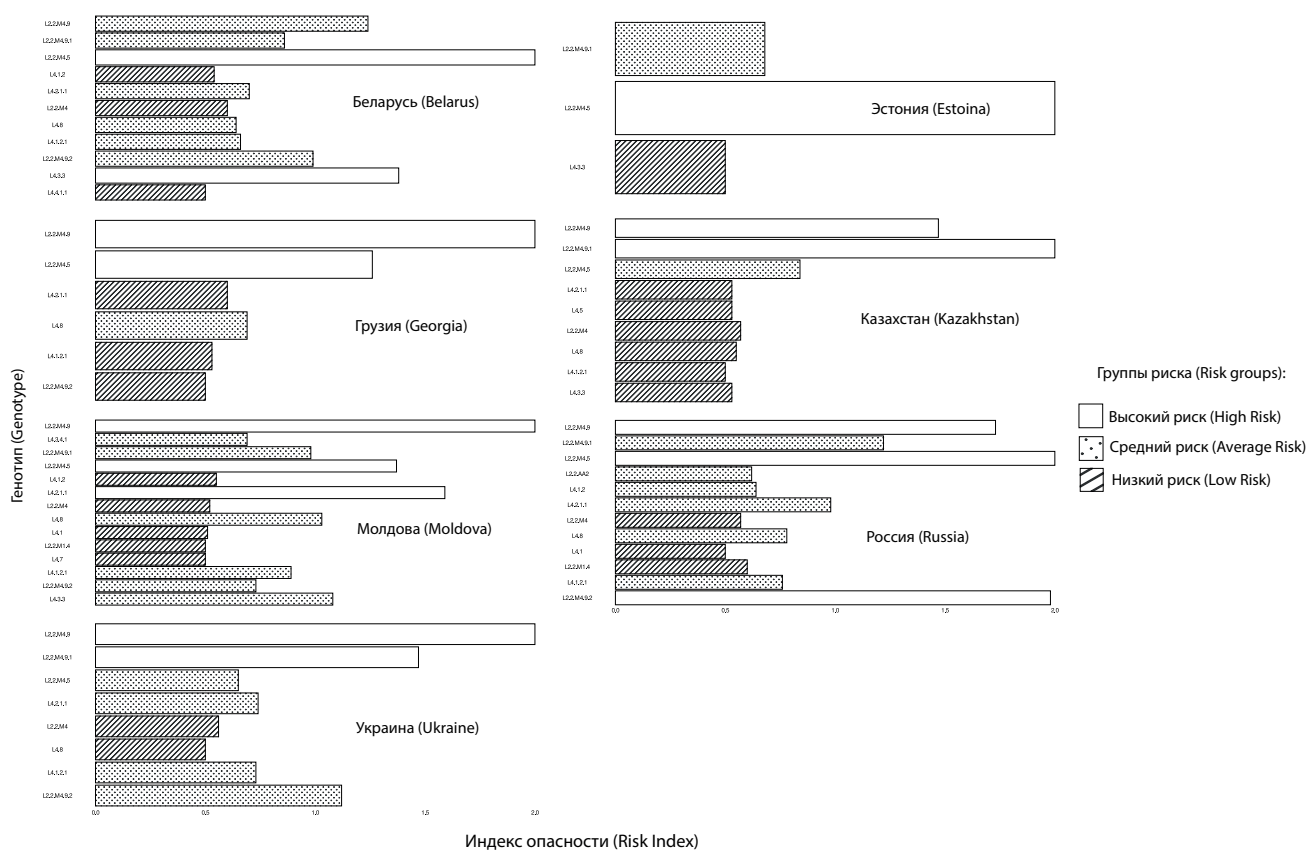 L2.2.M4.9
L2.2.M4.9.1
L2.2.M4.5
L4.1.2
L4.2.1.1
L2.2.M4
L4.8
L4.1.2.1
L2.2.M4.9.2
L4.3.3
L4.4.1.1
Беларусь (Belarus)
L2.2.M4.9.1
L2.2.M4.5
L4.3.3
Эстония (Estoina)
L2.2.M4.9
L2.2.M4.5
L4.2.1.1
L4.8
L4.1.2.1
L2.2.M4.9.2
Грузия (Georgia)
L2.2.M4.9
L2.2.M4.9.1
L2.2.M4.5
L4.2.1.1
L4.5
L2.2.M4
L4.8
L4.1.2.1
L4.3.3
Казахстан (Kazakhstan)
L2.2.M4.9
L4.3.4.1
L2.2.M4.9.1
L2.2.M4.5
L4.1.2
L4.2.1.1
L2.2.M4
L4.8
L4.1
L2.2.M1.4
L4.7
L4.1.2.1
L2.2.M4.9.2
L4.3.3
Молдова (Moldova)
L2.2.M4.9
L2.2.M4.9.1
L2.2.M4.5
L2.2.AA2
L4.1.2
L4.2.1.1
L2.2.M4
L4.8
L4.1
L2.2.M1.4
L4.1.2.1
L2.2.M4.9.2
Россия (Russia)
0,0 0,5 1,0 1,5 2,0
L2.2.M4.9
L2.2.M4.9.1
L2.2.M4.5
L4.2.1.1
L2.2.M4
L4.8
L4.1.2.1
L2.2.M4.9.2
Украина (Ukraine)
0,0 0,5 1,0 1,5 2,0
Генотип (Genotype)
Индекс опасности (Risk Index)
Группы риска (Risk groups):
Высокий риск (High Risk)
Средний риск (Average Risk)
Низкий риск (Low Risk)